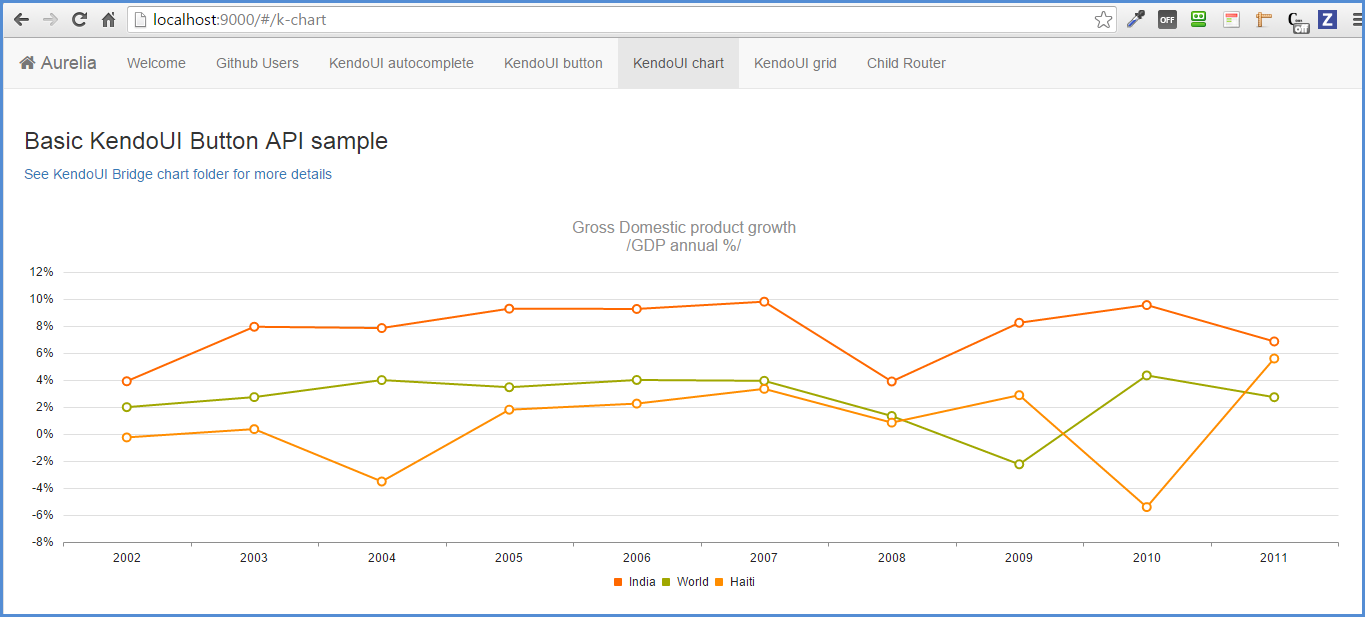 localhost:9000/#/k-chart
OFF
C
Off
Z
Aurelia Welcome Github Users KendoUI autocomplete KendoUI button KendoUI chart KendoUI grid Child Router
Basic KendoUI Button API sample
See KendoUI Bridge chart folder for more details
Gross Domestic product growth
/GDP annual %/
12%
10%
8%
6%
4%
2%
0%
-2%
-4%
-6%
-8%
2002 2003 2004 2005 2006 2007 2008 2009 2010 2011
India World Haiti